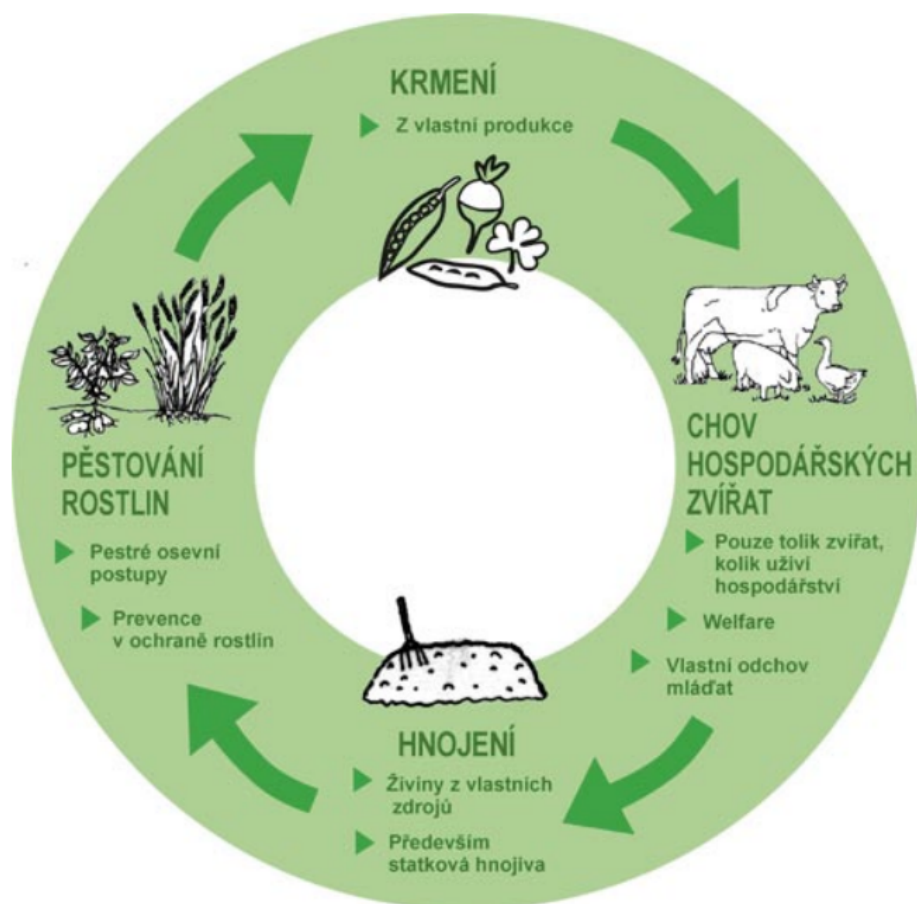 KRMENÍ
Z vlastní produkce
CHOV
HOSPODÁŘSKÝCH
ZVÍŘAT
Pouze tolik zvířat,
kolik uživí
hospodářství
Welfare
Vlastní odchov
mláďat
HNOJENÍ
Živiny z vlastních
zdrojů
Především
statková hnojiva
PĚSTOVÁNÍ
ROSTLIN
Pestré osevní
postupy
Prevence
v ochraně rostlin